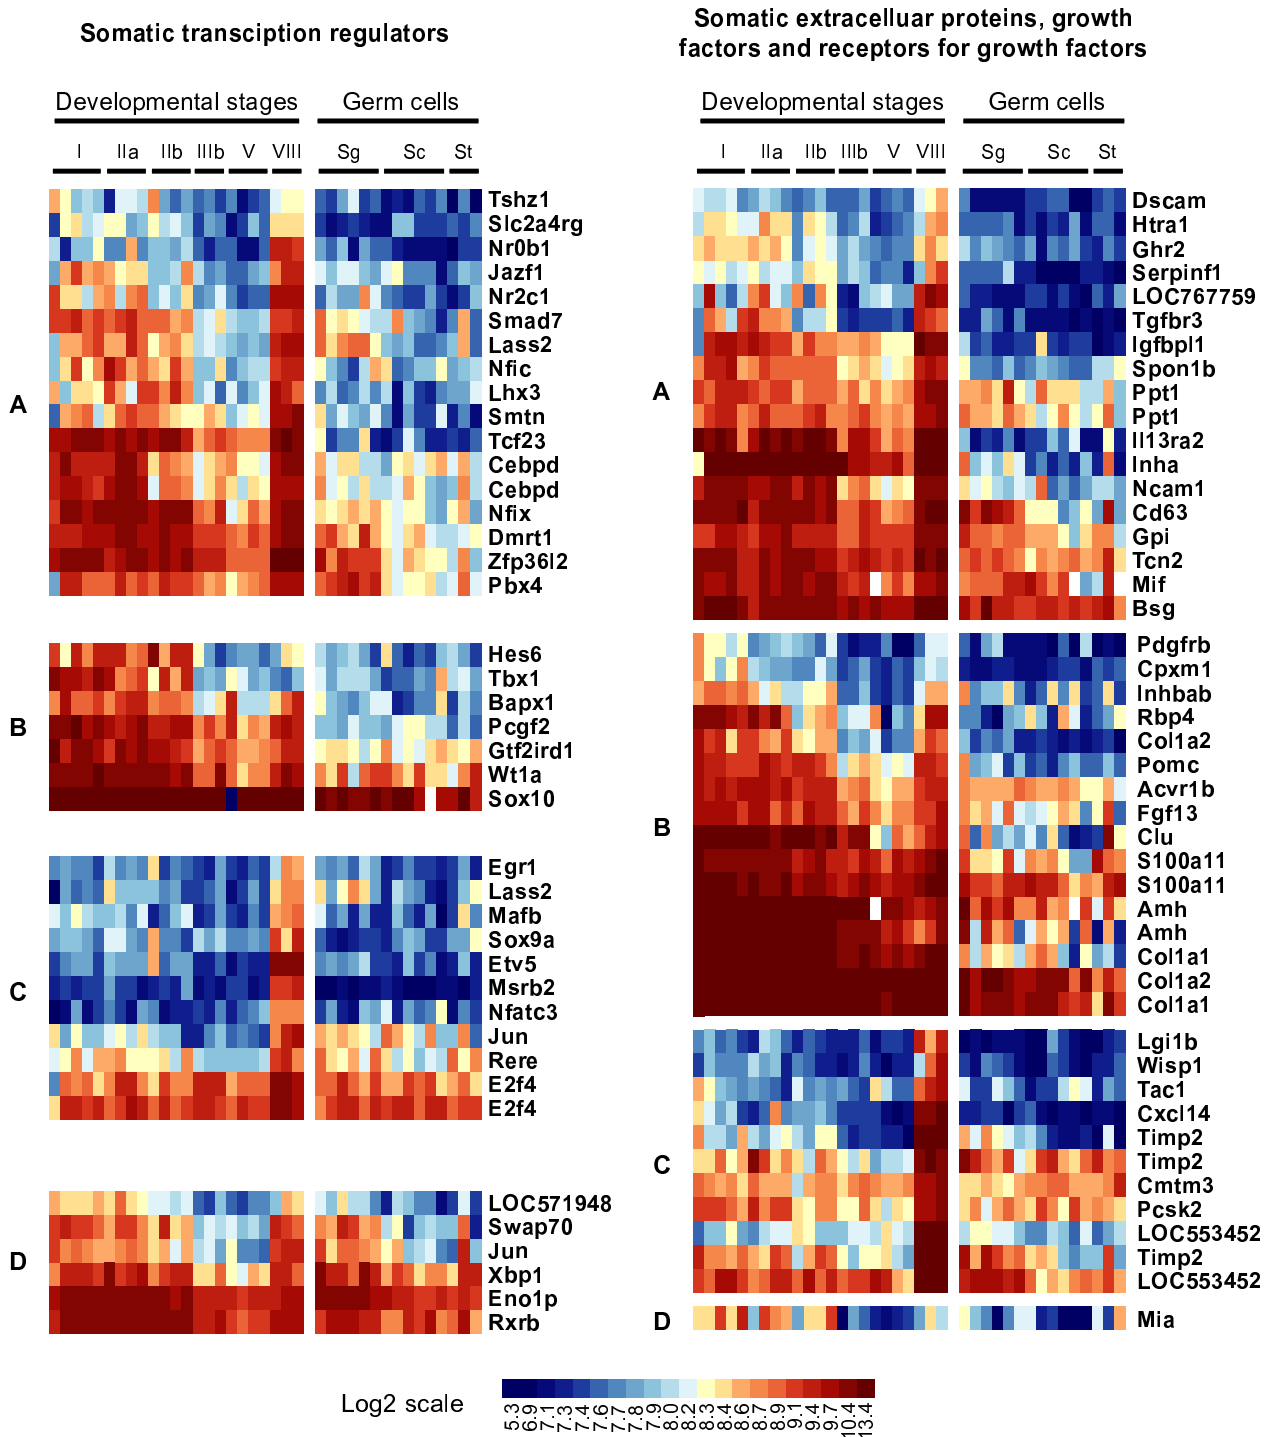 Somatic transciption regulators
Developmental stages
Germ cells
I IIa IIb IIIb V VIII
Sg Sc St
A
Tshz1
Slc2a4rg
Nr0b1
Jazf1
Nr2c1
Smad7
Lass2
Nfic
Lhx3
Smtn
Tcf23
Cebpd
Cebpd
Nfix
Dmrt1
Zfp36l2
Pbx4
B
Hes6
Tbx1
Bapx1
Pcgf2
Gtf2ird1
Wt1a
Sox10
C
Egr1
Lass2
Mafb
Sox9a
Etv5
Msrb2
Nfatc3
Jun
Rere
E2f4
E2f4
D
LOC571948
Swap70
Jun
Xbp1
Eno1p
Rxrb
Somatic extracelluar proteins, growth
factors and receptors for growth factors
Developmental stages
Germ cells
I IIa IIb IIIb V VIII
Sg Sc St
A
Dscam
Htra1
Ghr2
Serpinf1
LOC767759
Tgfbr3
Igfbpl1
Spon1b
Ppt1
Ppt1
Il13ra2
Inha
Ncam1
Cd63
Gpi
Tcn2
Mif
Bsg
B
Pdgfrb
Cpxm1
Inhbab
Rbp4
Col1a2
Pomc
Acvr1b
Fgf13
Clu
S100a11
S100a11
Amh
Amh
Col1a1
Col1a2
Col1a1
C
Lgi1b
Wisp1
Tac1
Cxcl14
Timp2
Timp2
Cmtm3
Pcsk2
LOC553452
Timp2
LOC553452
D
Mia
Log2 scale
5.3
6.9
7.1
7.3
7.4
7.6
7.7
7.8
7.9
8.0
8.2
8.3
8.4
8.6
8.7
8.9
9.1
9.4
9.7
10.4
13.4